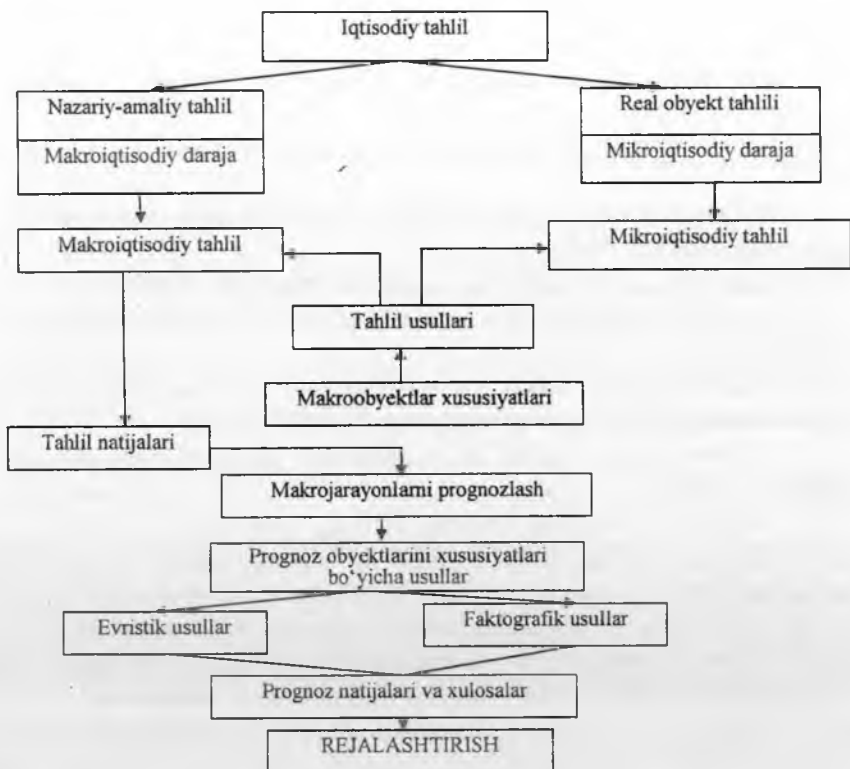 Iqtisodiy tahlil
Nazariy-amaliy tahlil
Makroiqtisodiy daraja
Real obyekt tahlili
Mikroiqtisodiy daraja
Makroiqtisodiy tahlil
Mikroiqtisodiy tahlil
Tahlil usullari
Makroobyektlar xususiyatlari
Tahlil natijalari
Makrojarayonlarni prognozlash
Prognoz obyektlarini xususiyatlari
bo‘yicha usullar
Evristik usullar
Faktografik usullar
Prognoz natijalari va xulosalar
REJALASHTIRISH